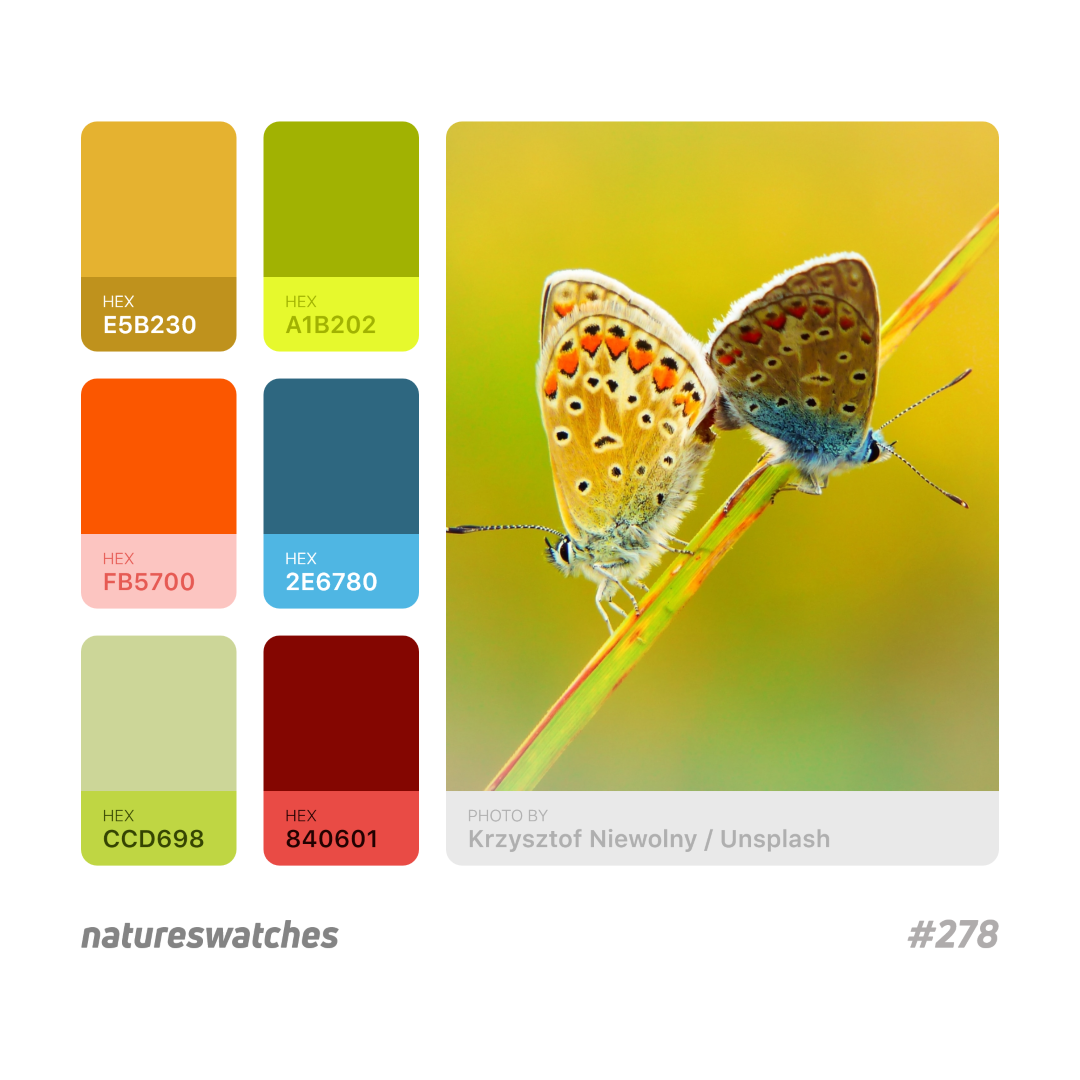 HEX
E5B230
HEX
A1B202
HEX
FB5700
HEX
2E6780
HEX
CCD698
HEX
840601
PHOTO BY
Krzysztof Niewolny / Unsplash
natureswatches
#278